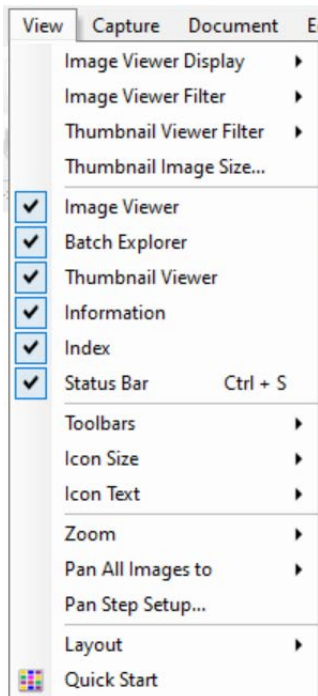 View Capture Document E
Image Viewer Display
Image Viewer Filter
Thumbnail Viewer Filter
Thumbnail Image Size...
Image Viewer
Batch Explorer
Thumbnail Viewer
Information
Index
Status Bar Ctrl + S
Toolbars
Icon Size
Icon Text
Zoom
Pan All Images to
Pan Step Setup...
Layout
Quick Start